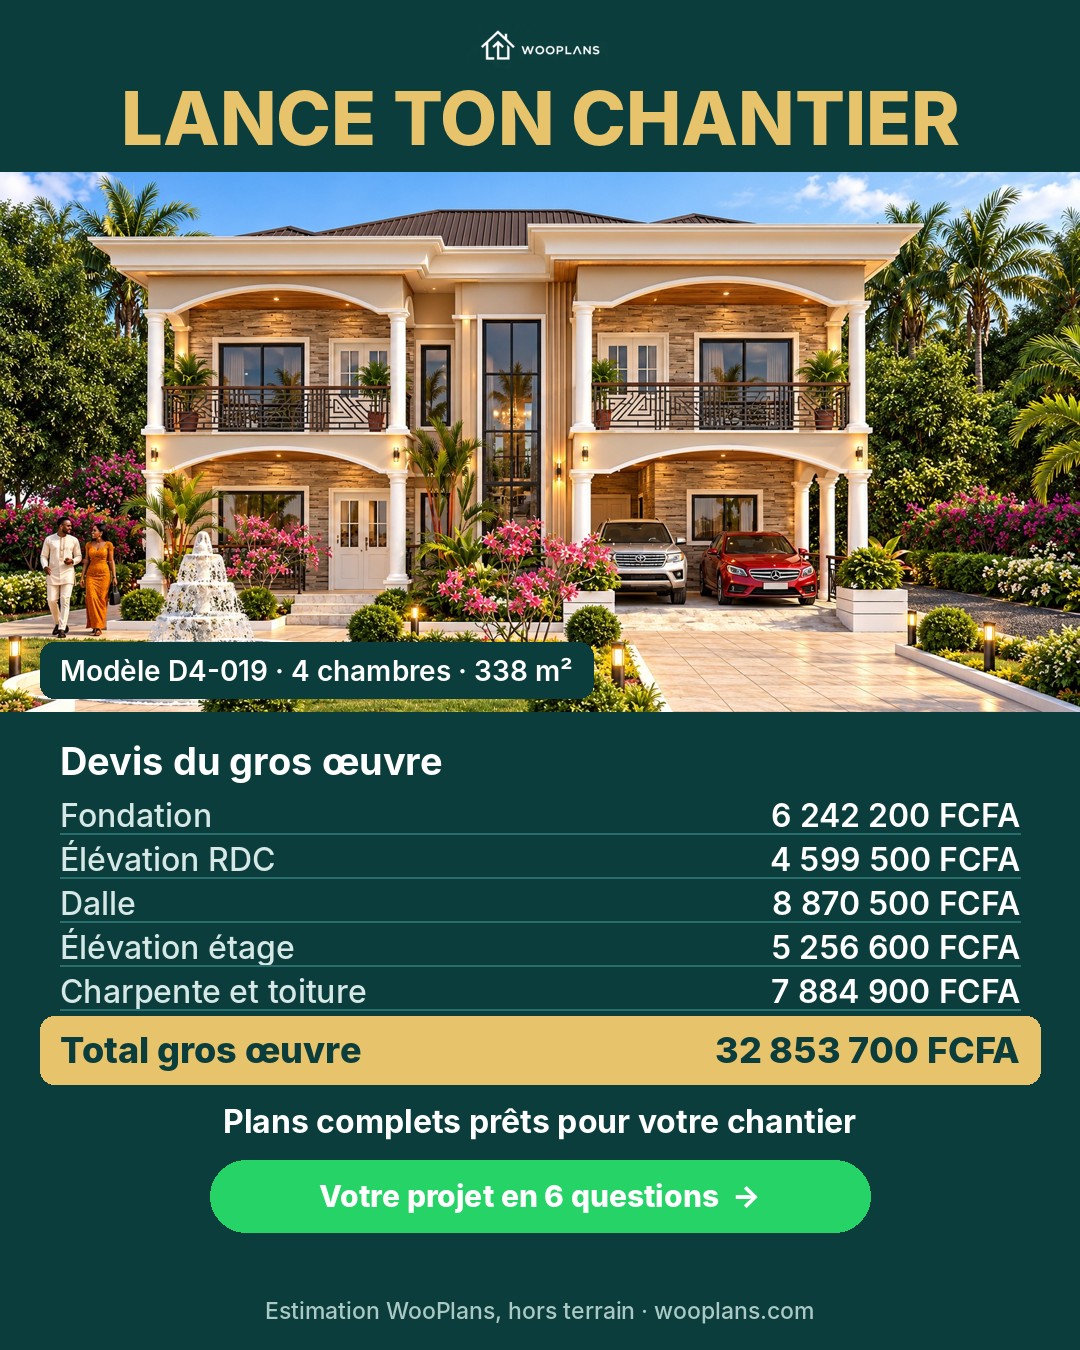 WOOPLANS
LANCE TON CHANTIER
Modèle D4-019 · 4 chambres · 338 m²
Devis du gros œuvre
Fondation 6 242 200 FCFA
Élévation RDC 4 599 500 FCFA
Dalle 8 870 500 FCFA
Élévation étage 5 256 600 FCFA
Charpente et toiture 7 884 900 FCFA
Total gros œuvre 32 853 700 FCFA
Plans complets prêts pour votre chantier
Votre projet en 6 questions →
Estimation WooPlans, hors terrain · wooplans.com